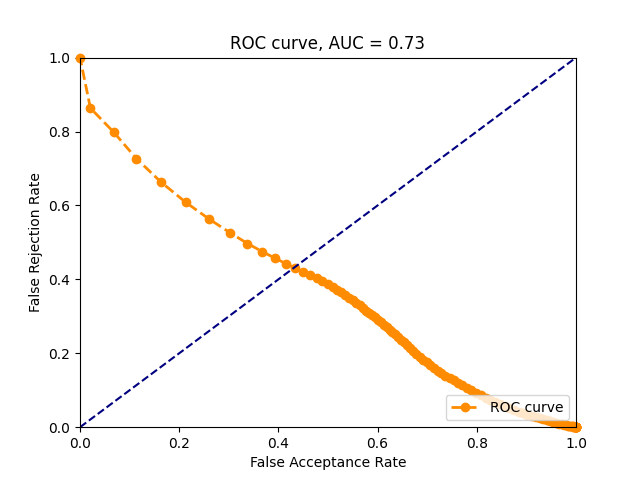 ROC curve, AUC = 0.73
1.0
0.8
0.6
0.4
0.2
0.0
False Rejection Rate
ROC curve
0.0 0.2 0.4 0.6 0.8 1.0
False Acceptance Rate